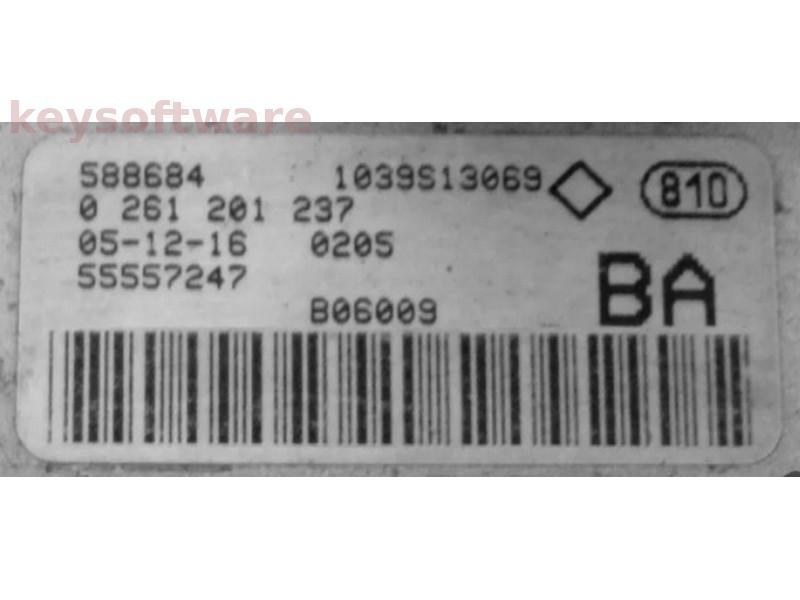 keysoftware
588684 1039S13069 810
0 261 201 237
05-12-16 0205
55557247
B06009 BA